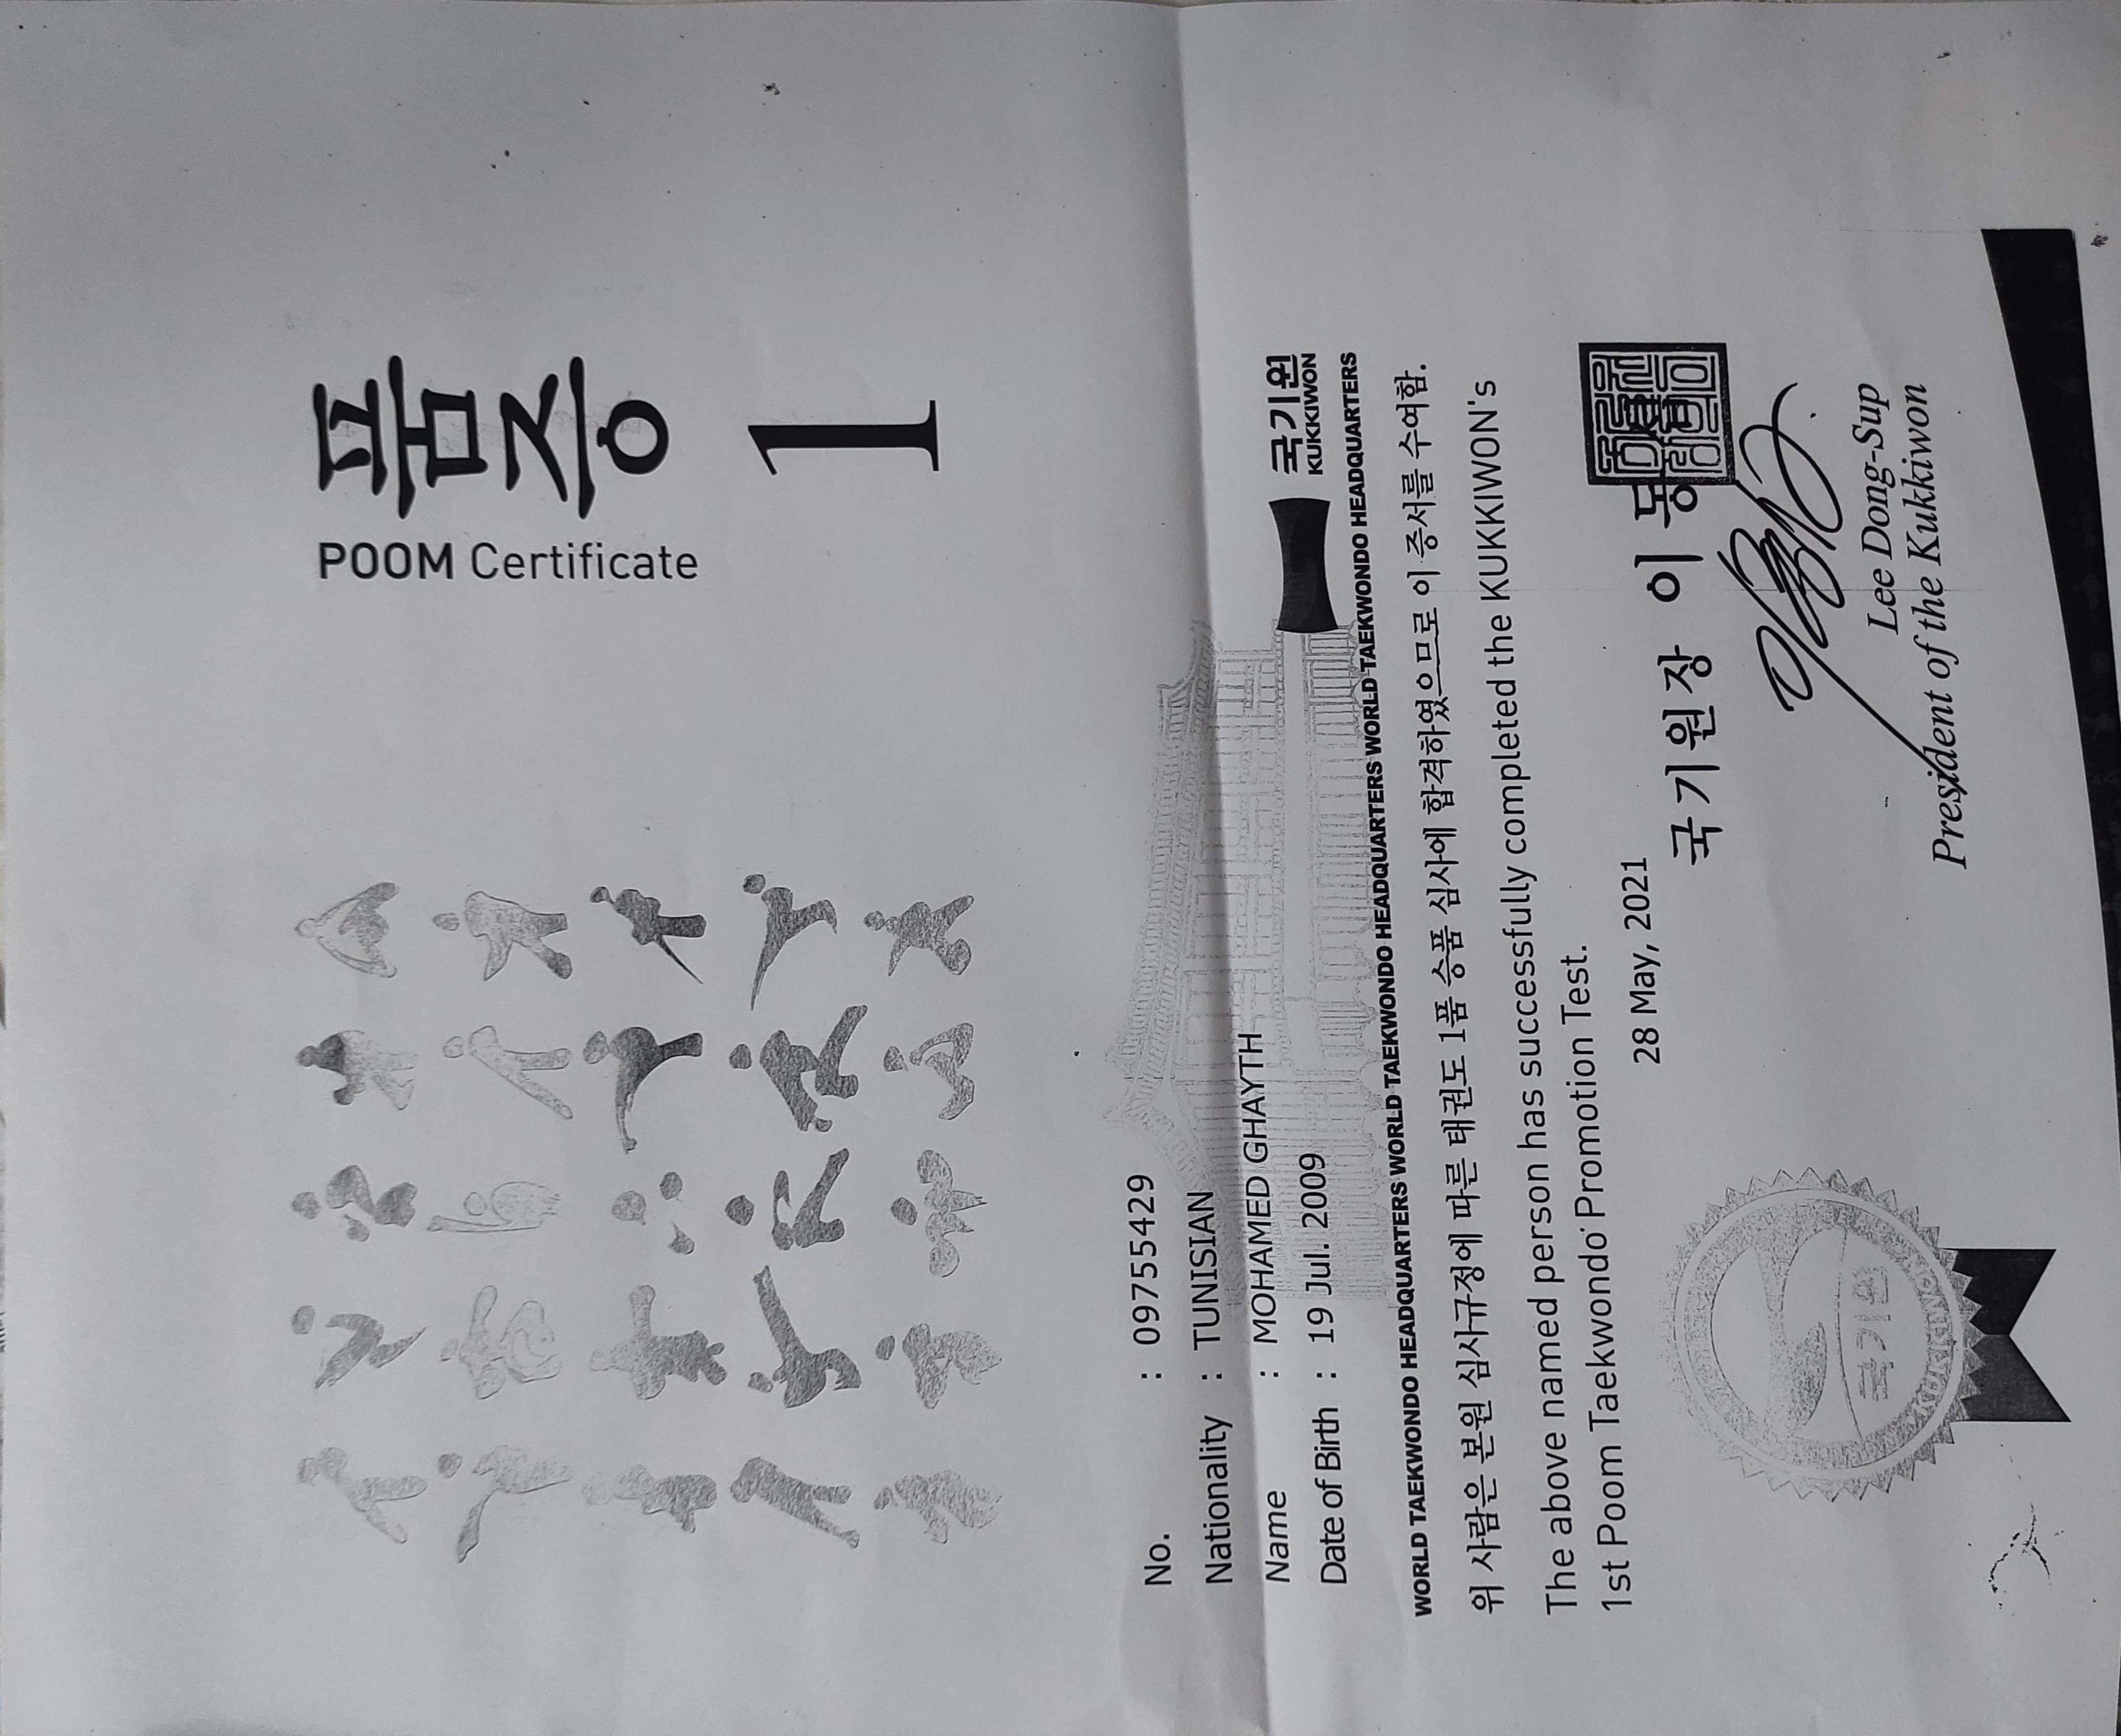 품증
POOM Certificate
1
No. : 09755429
Nationality : TUNISIAN
Name : MOHAMED GHAYTH
Date of Birth : 19 Jul. 2009
국기원
KUKKIWON
WORLD TAEKWONDO HEADQUARTERS WORLD TAEKWONDO HEADQUARTERS WORLD TAEKWONDO HEADQUARTERS WORLD TAEKWONDO HEADQUARTERS
위 사람은 본원 심사규정에 따른 태권도 1품 승품 심사에 합격하였으므로 이 증서를 수여함.
The above named person has successfully completed the KUKKIWON's
1st Poom Taekwondo Promotion Test.
28 May, 2021
국기원장 이 동
Lee Dong-Sup
President of the Kukkiwon
국기원
KUKKIWON